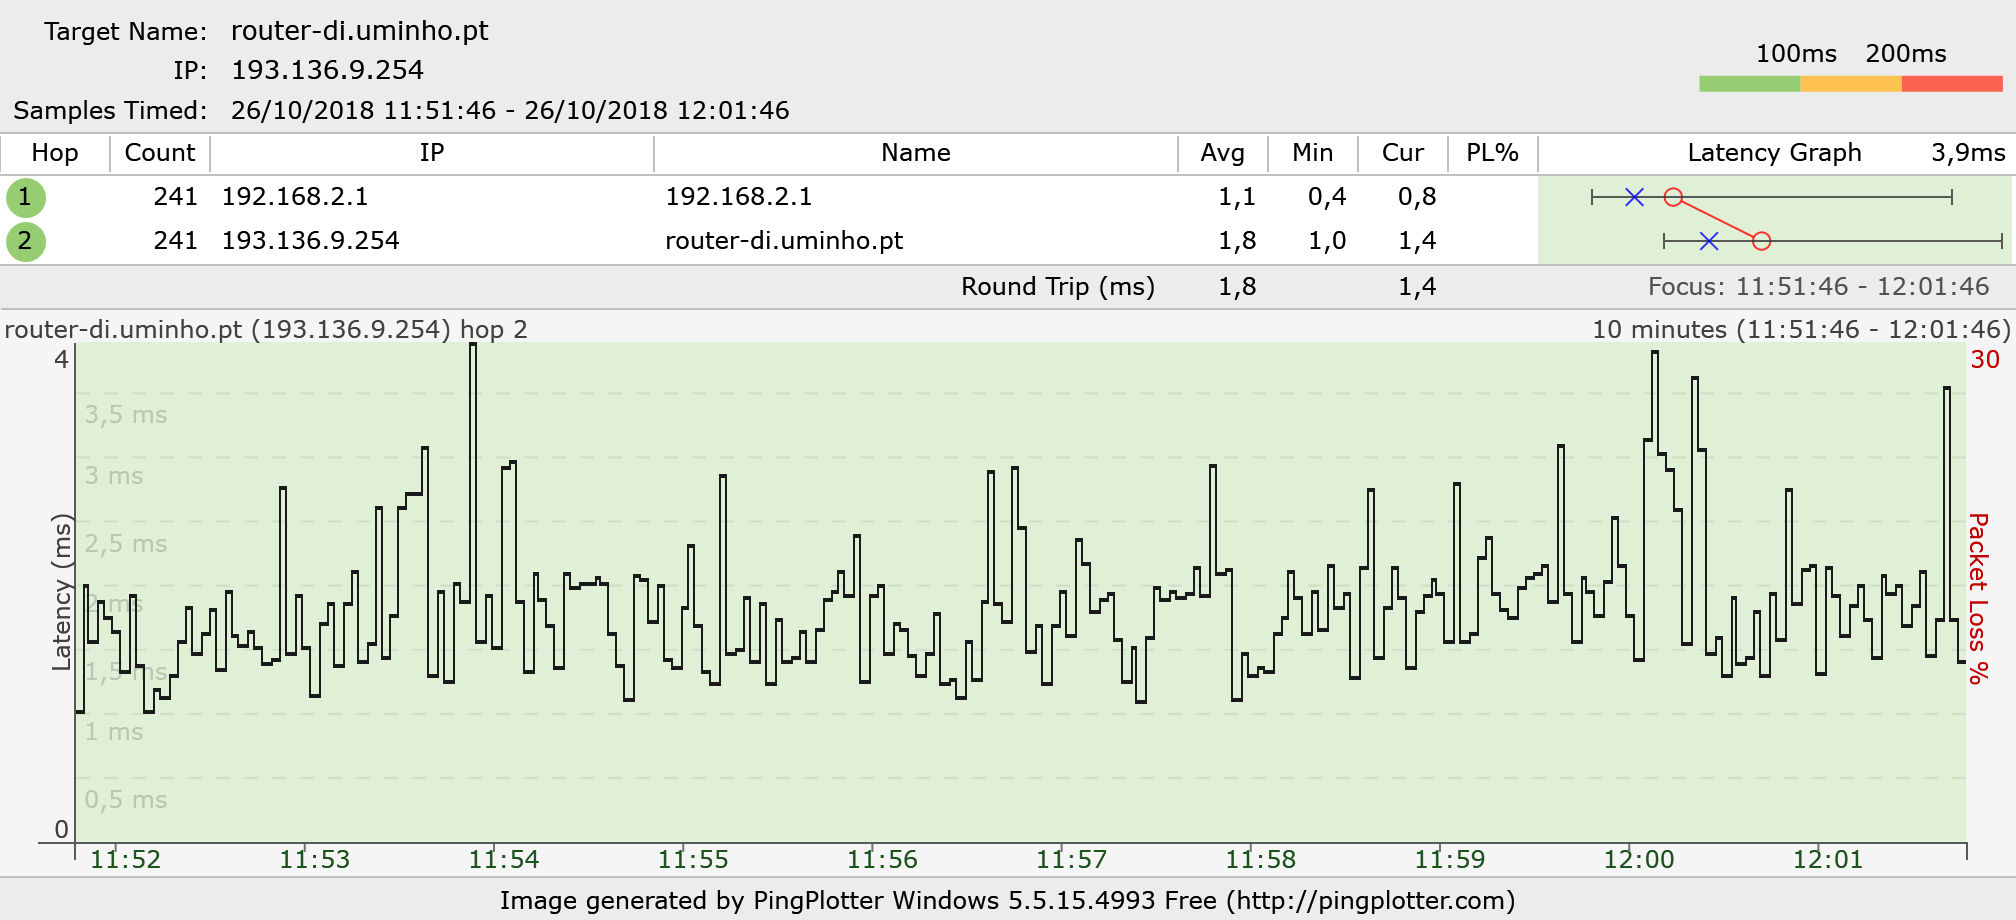 Target Name: router-di.uminho.pt
100ms 200ms
IP: 193.136.9.254
Samples Timed: 26/10/2018 11:51:46 - 26/10/2018 12:01:46
Hop Count IP Name Avg Min Cur PL% Latency Graph 3,9ms
1 241 192.168.2.1 192.168.2.1 1,1 0,4 0,8
2 241 193.136.9.254 router-di.uminho.pt 1,8 1,0 1,4
Round Trip (ms) 1,8 1,4 Focus: 11:51:46 - 12:01:46
router-di.uminho.pt (193.136.9.254) hop 2 10 minutes (11:51:46 - 12:01:46)
4 30
3,5 ms
3 ms
2,5 ms
2 ms
1,5 ms
1 ms
0,5 ms
0
Latency (ms)
Packet Loss %
11:52 11:53 11:54 11:55 11:56 11:57 11:58 11:59 12:00 12:01
Image generated by PingPlotter Windows 5.5.15.4993 Free (http://pingplotter.com)